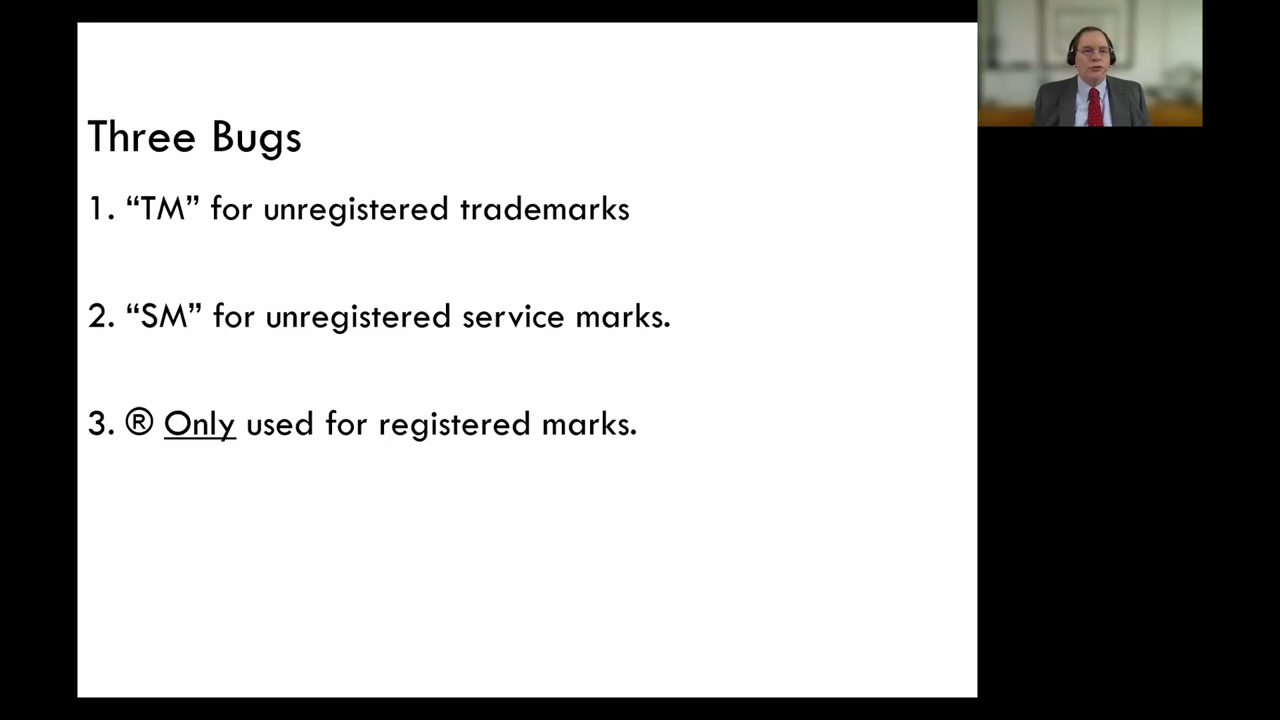 Three Bugs
1. “TM” for unregistered trademarks
2. “SM” for unregistered service marks.
3. ® Only used for registered marks.